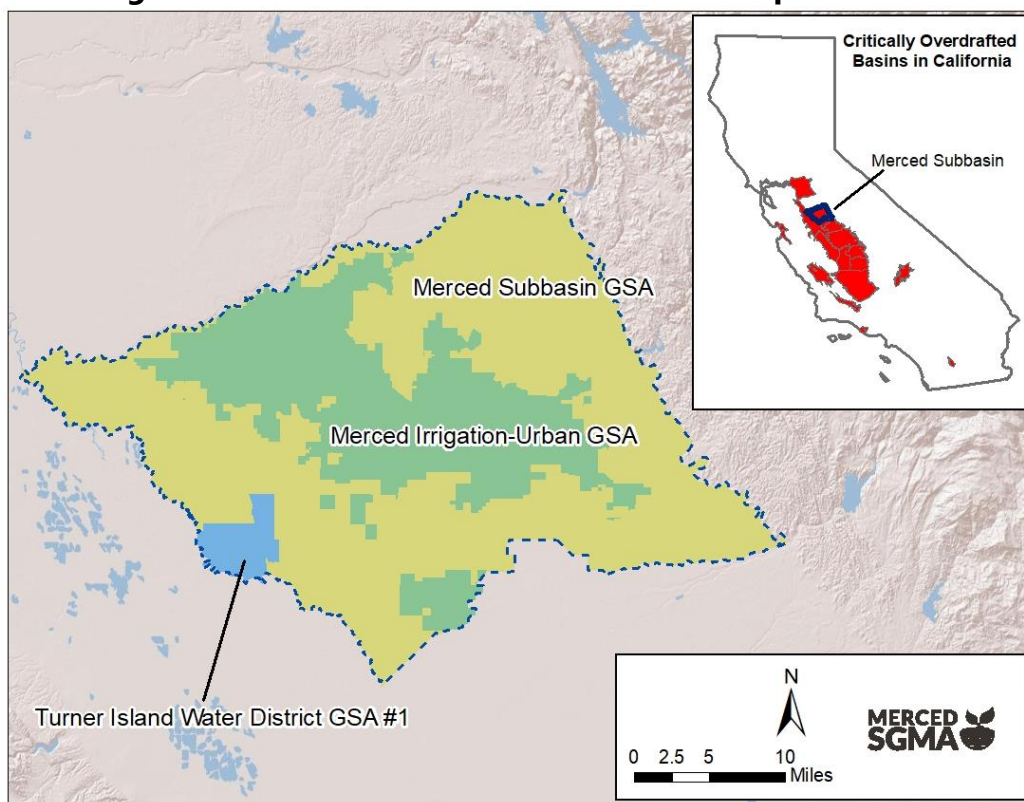 Critically Overdrafted
Basins in California
Merced Subbasin
Merced Subbasin GSA
Merced Irrigation-Urban GSA
Turner Island Water District GSA #1
N
0 2.5 5 10
Miles
MERCED
SGMA